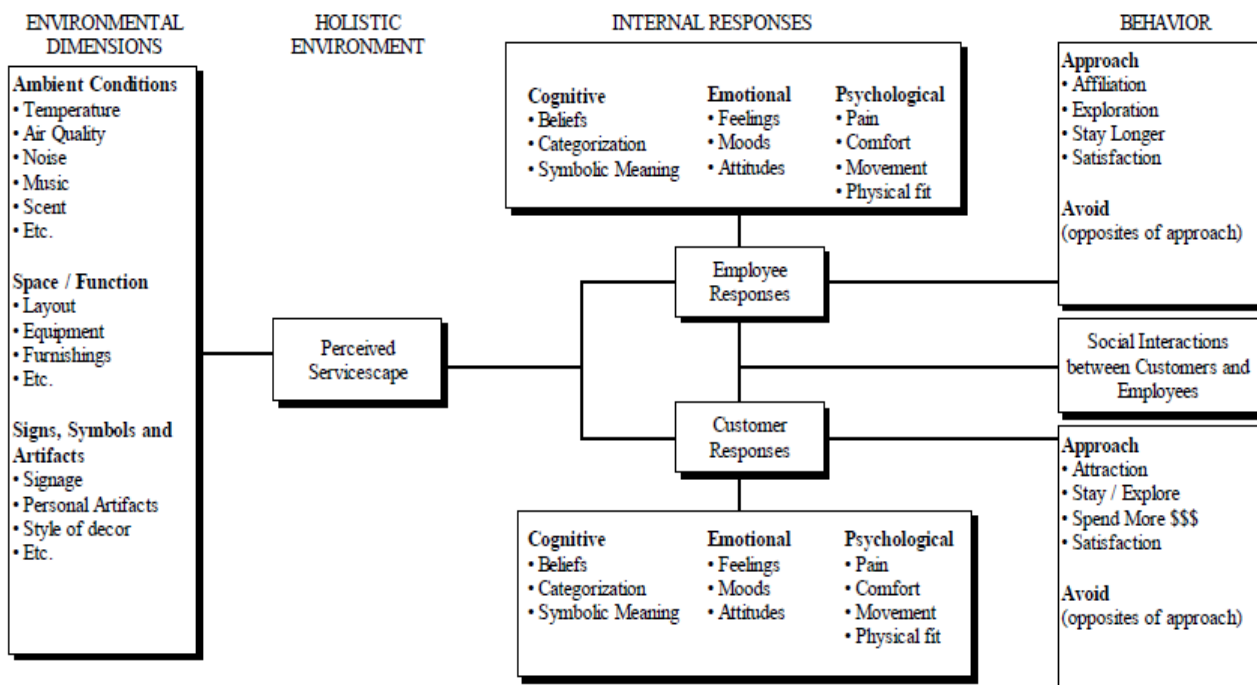 ENVIRONMENTAL
DIMENSIONS
HOLISTIC
ENVIRONMENT
INTERNAL RESPONSES
BEHAVIOR
Ambient Conditions
• Temperature
• Air Quality
• Noise
• Music
• Scent
• Etc.
Space / Function
• Layout
• Equipment
• Furnishings
• Etc.
Signs, Symbols and
Artifacts
• Signage
• Personal Artifacts
• Style of decor
• Etc.
Perceived
Servicescape
Cognitive
• Beliefs
• Categorization
• Symbolic Meaning
Emotional
• Feelings
• Moods
• Attitudes
Psychological
• Pain
• Comfort
• Movement
• Physical fit
Employee
Responses
Customer
Responses
Cognitive
• Beliefs
• Categorization
• Symbolic Meaning
Emotional
• Feelings
• Moods
• Attitudes
Psychological
• Pain
• Comfort
• Movement
• Physical fit
Approach
• Affiliation
• Exploration
• Stay Longer
• Satisfaction
Avoid
(opposites of approach)
Social Interactions
between Customers and
Employees
Approach
• Attraction
• Stay / Explore
• Spend More $$$
• Satisfaction
Avoid
(opposites of approach)